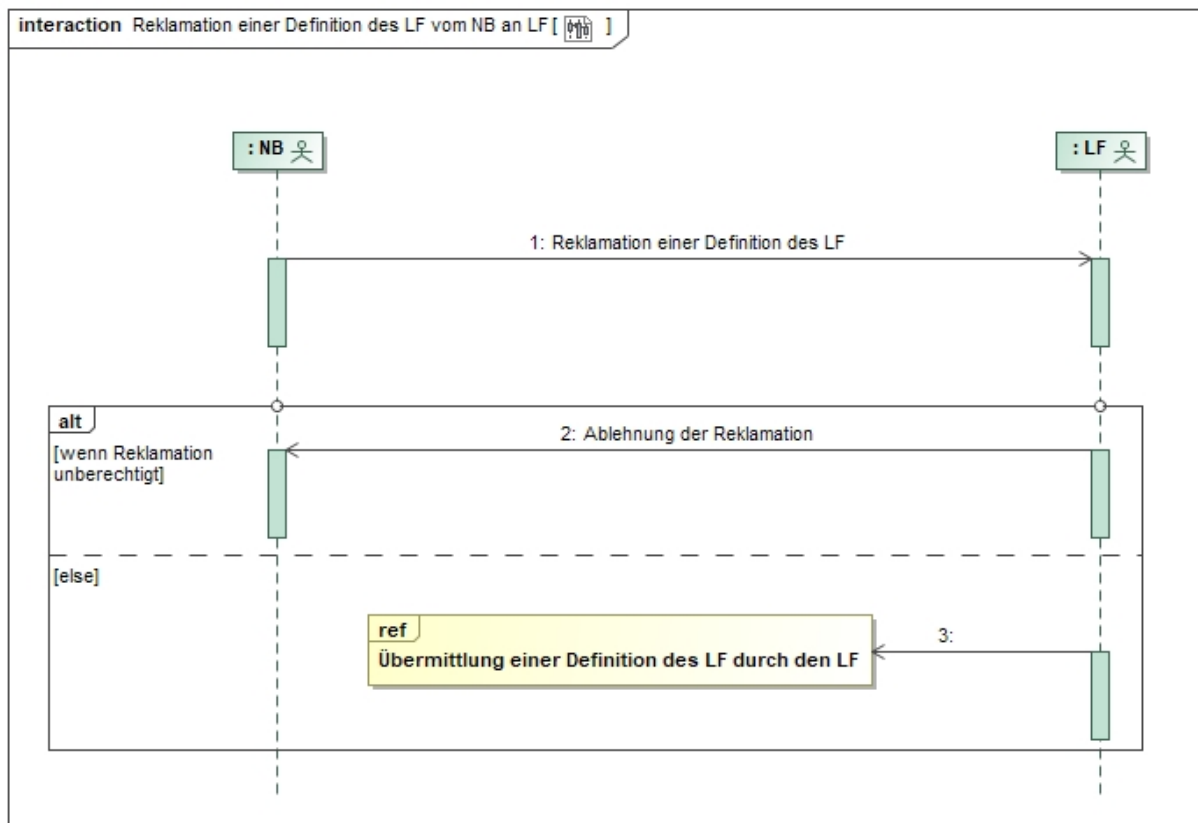 interaction Reklamation einer Definition des LF vom NB an LF [ ]
: NB
: LF
1: Reklamation einer Definition des LF
alt
2: Ablehnung der Reklamation
[wenn Reklamation
unberechtigt]
[else]
ref
3:
Übermittlung einer Definition des LF durch den LF